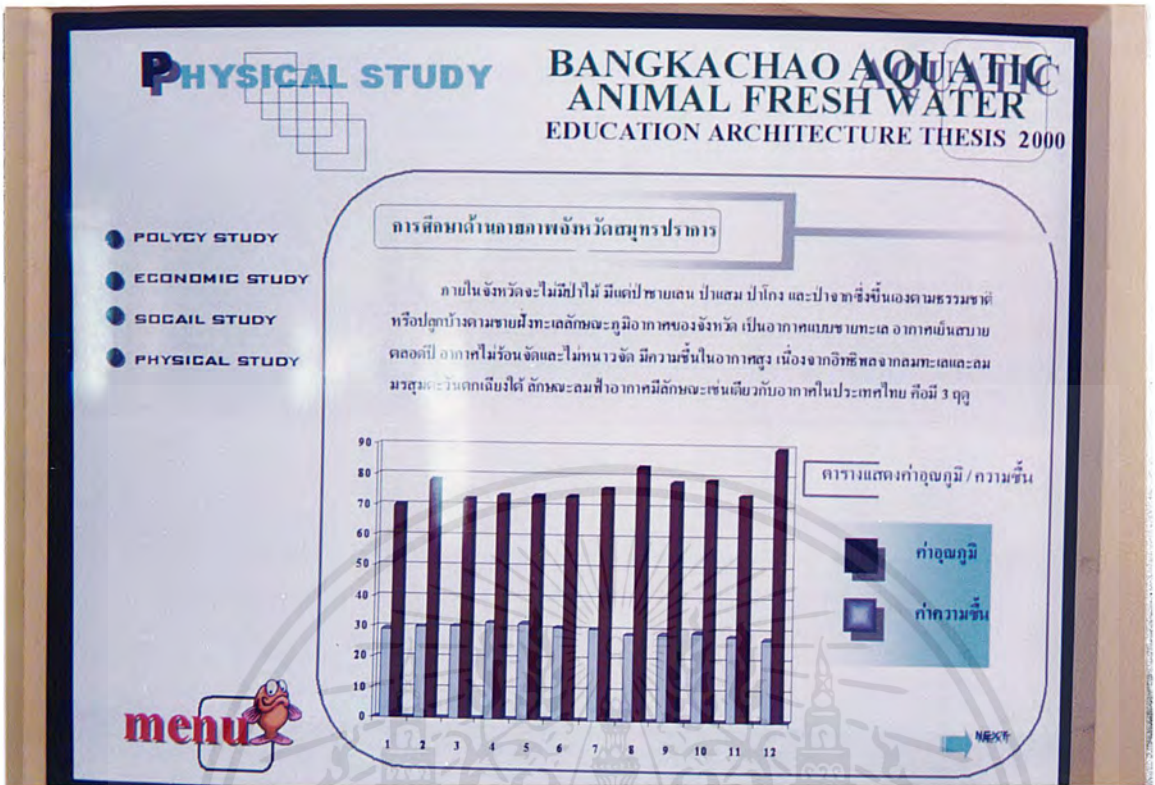 PHYSICAL STUDY
BANGKACHAO AQUATIC
ANIMAL FRESH WATER
EDUCATION ARCHITECTURE THESIS 2000
POLYCY STUDY
ECONOMIC STUDY
SOCAIL STUDY
PHYSICAL STUDY
การศึกษาด้านกายภาพจังหวัดสมุทรปราการ
ภายในจังหวัดจะไม่มีป่าไม้ มีแต่ป่าชายเลน ป่าแสม ป่าโกง และป่าจากซึ่งขึ้นเองตามธรรมชาติ
หรือปลูกบ้างตามชายฝั่งทะเลลักษณะภูมิอากาศของจังหวัด เป็นอากาศแบบชายทะเล อากาศเย็นสบาย
ตลอดปี อากาศไม่ร้อนจัดและไม่หนาวจัด มีความชื้นในอากาศสูง เนื่องจากอิทธิพลจากลมทะเลและลม
มรสุมตะวันตกเฉียงใต้ ลักษณะลมฟ้าอากาศมีลักษณะเช่นเดียวกับอากาศในประเทศไทย คือมี 3 ฤดู
90
80
70
60
50
40
30
20
10
0
1 2 3 4 5 6 7 8 9 10 11 12
ตารางแสดงค่าอุณภูมิ / ความชื้น
ค่าอุณภูมิ
ค่าความชื้น
menu
NEXT